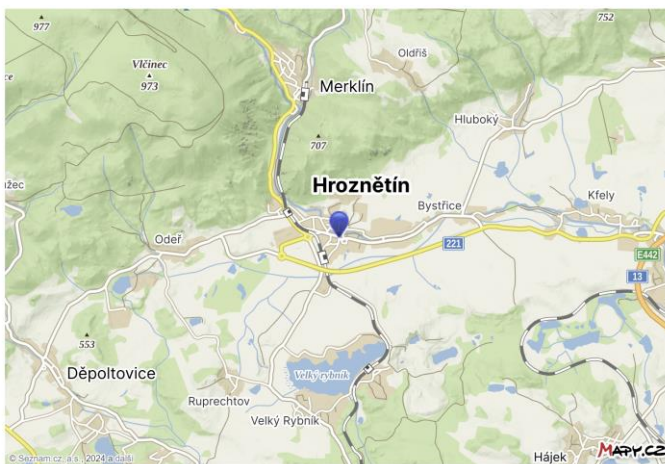 977
752
Oldřiš
Vlčinec
973
Merklín
Hluboký
707
Hroznětín
Kfely
Bystřice
Odeř
221
E442
13
553
Velký rybník
Děpoltovice
Ruprechtov
Velký Rybník
Hájek
© Seznam.cz, a.s., 2024 a další
MAPY.CZ